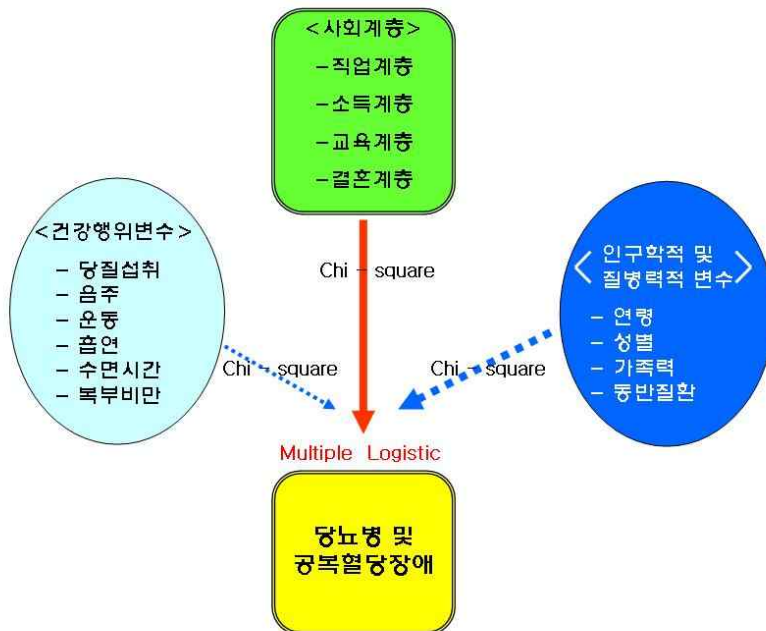 <사회계층>
-직업계층
-소득계층
-교육계층
-결혼계층
<건강행위변수>
- 당질섭취
- 음주
- 운동
- 흡연
- 수면시간
- 복부비만
Chi - square
< 인구학적 및
질병력적 변수 >
- 연령
- 성별
- 가족력
- 동반질환
Chi - square
Chi - square
Multiple Logistic
당뇨병 및
공복혈당장애